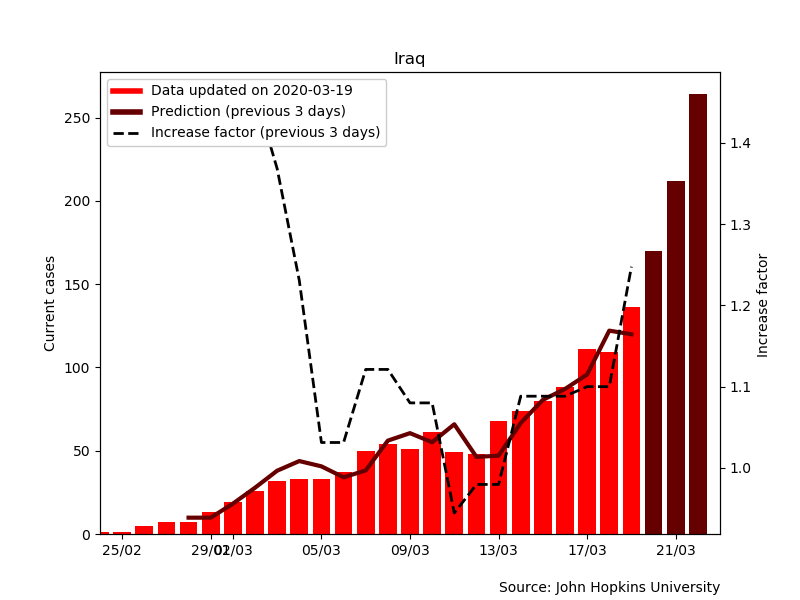 Iraq
Data updated on 2020-03-19
Prediction (previous 3 days)
Increase factor (previous 3 days)
Current cases
250
200
150
100
50
0
1.4
1.3
1.2
1.1
1.0
Increase factor
25/02 29/02 01/03 05/03 09/03 13/03 17/03 21/03
Source: John Hopkins University